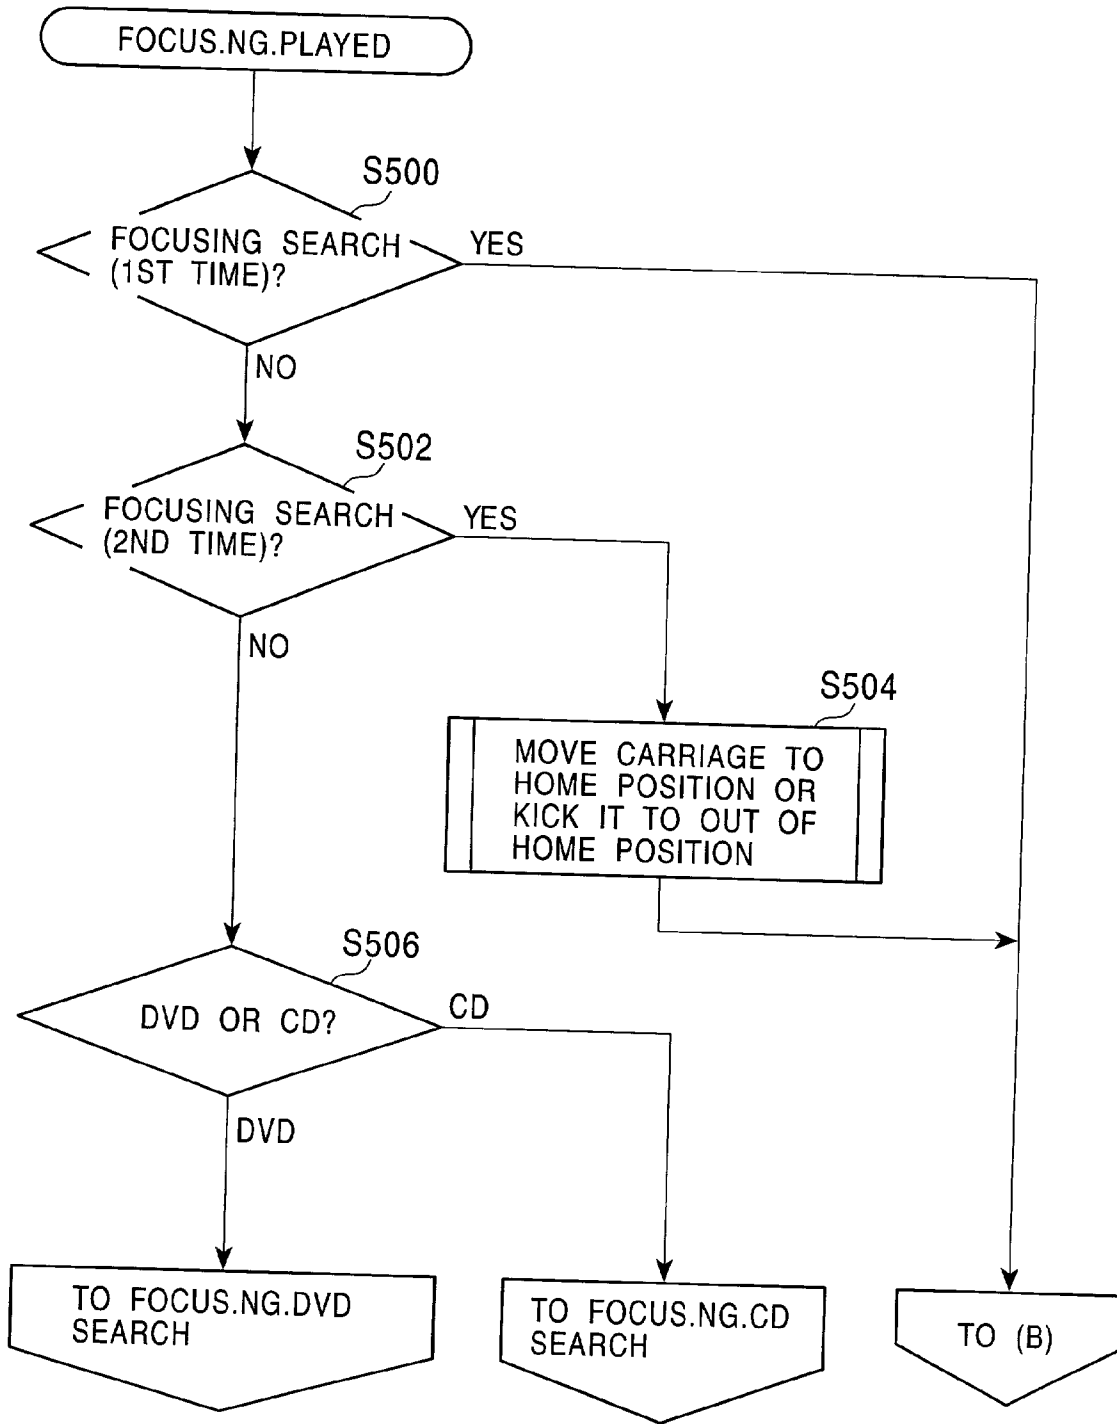 FOCUS.NG.PLAYED
S500
FOCUSING SEARCH
(1ST TIME)?
YES
NO
S502
FOCUSING SEARCH
(2ND TIME)?
YES
NO
S504
MOVE CARRIAGE TO
HOME POSITION OR
KICK IT TO OUT OF
HOME POSITION
S506
DVD OR CD?
CD
DVD
TO FOCUS.NG.DVD
SEARCH
TO FOCUS.NG.CD
SEARCH
TO (B)